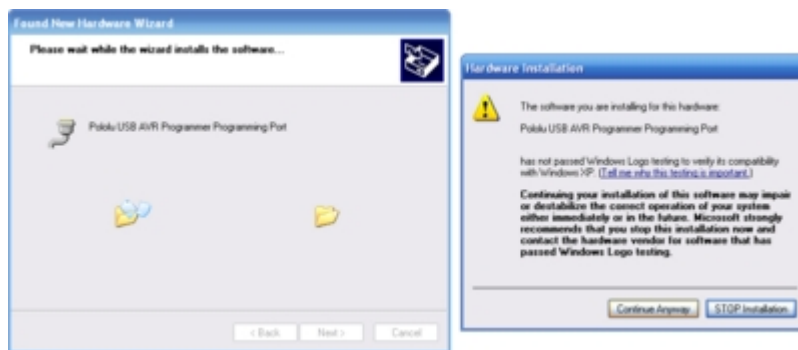 Found New Hardware Wizard
Please wait while the wizard installs the software...
Pololu USB AVR Programmer Programming Port
< Back
Next >
Cancel
Hardware Installation
The software you are installing for this hardware:
Pololu USB AVR Programmer Programming Port
has not passed Windows Logo testing to verify its compatibility
with Windows XP. (Tell me why this testing is important.)
Continuing your installation of this software may impair
or destabilize the correct operation of your system
either immediately or in the future. Microsoft strongly
recommends that you stop this installation now and
contact the hardware vendor for software that has
passed Windows Logo testing.
Continue Anyway
STOP Installation